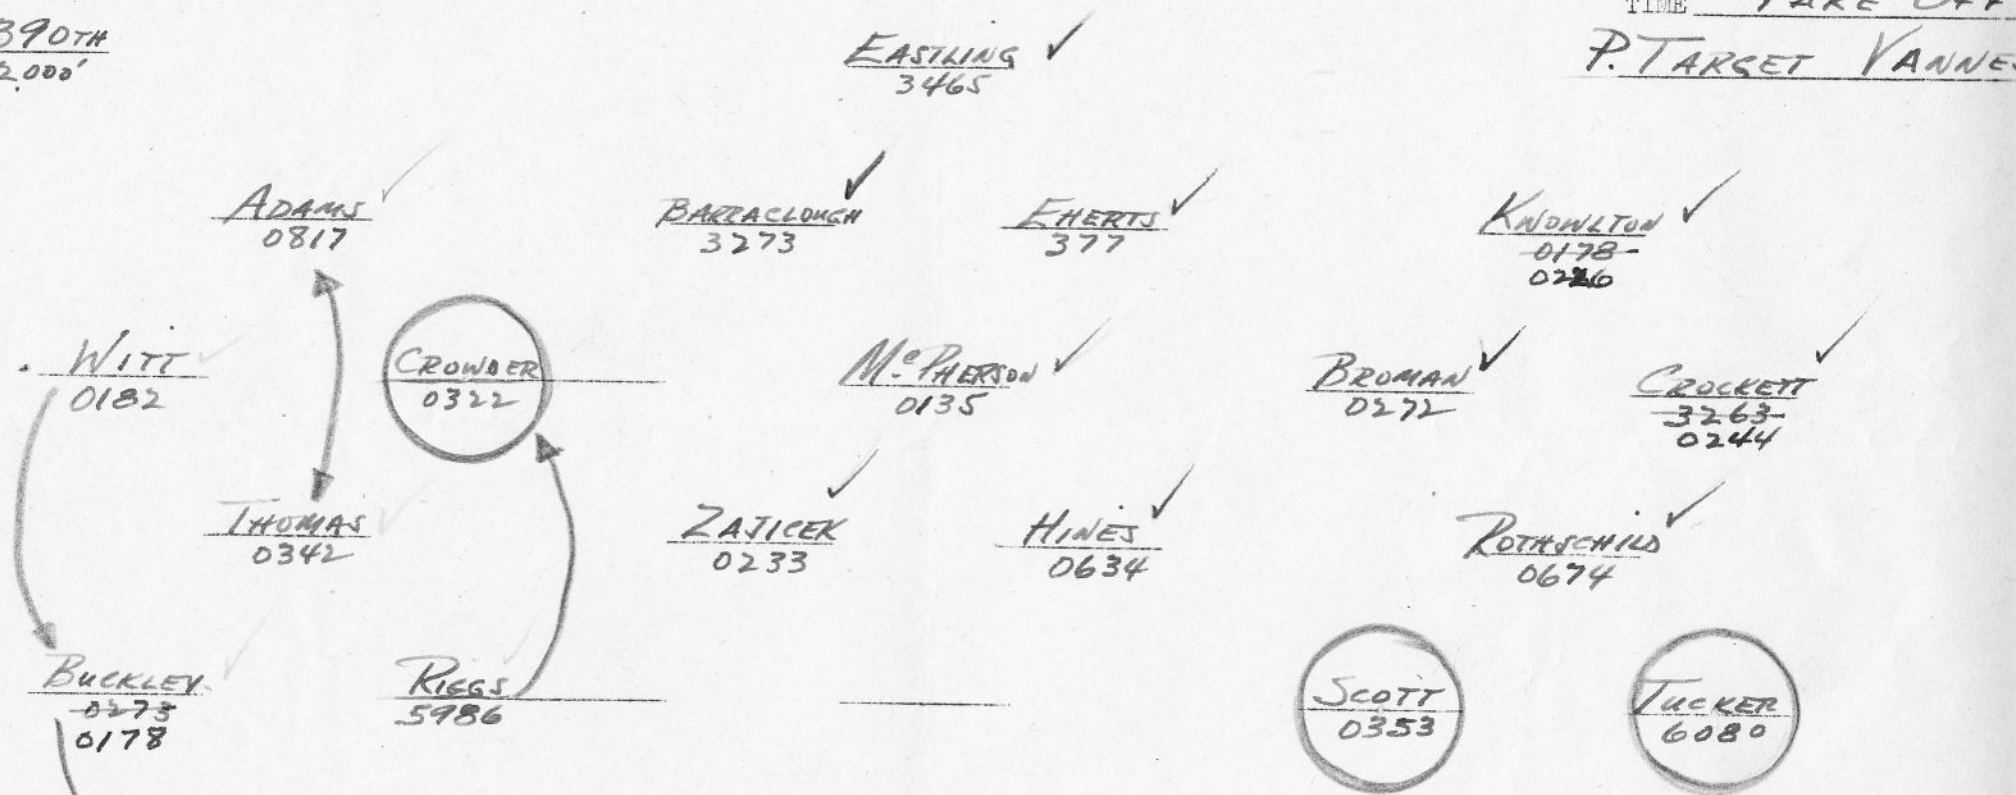 390TH
2,000'
TIME TAKE OFF
P. TARGET VANNES
EASTLING ✓
3465
ADAMS ✓
0817
BARRACLOUGH ✓
3273
EHERTS ✓
377
KNOWLTON ✓
0178
0226
WITT ✓
0182
CROWDER
0322
McPHERSON ✓
0135
BROMAN ✓
0272
CROCKETT ✓
3263
0244
THOMAS ✓
0342
ZAJICEK ✓
0233
HINES ✓
0634
ROTHSCHILD ✓
0674
BUCKLEY ✓
0273
0178
RIGGS ✓
5986
SCOTT
0353
TUCKER
6080